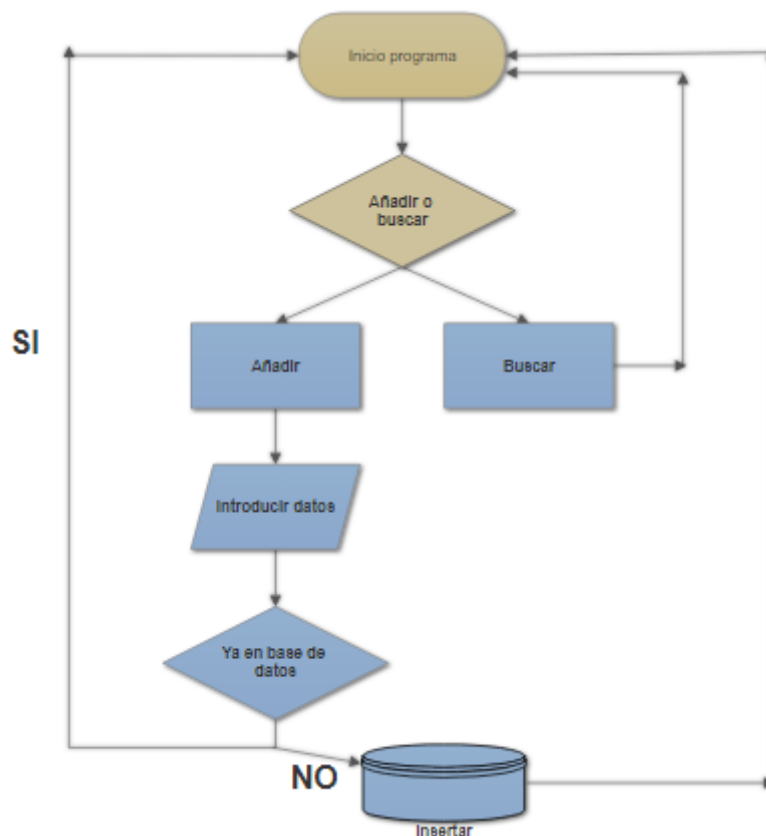 Inicio programa
Añadir o
buscar
SI
Añadir
Buscar
Introducir datos
Ya en base de
datos
NO
Insertar